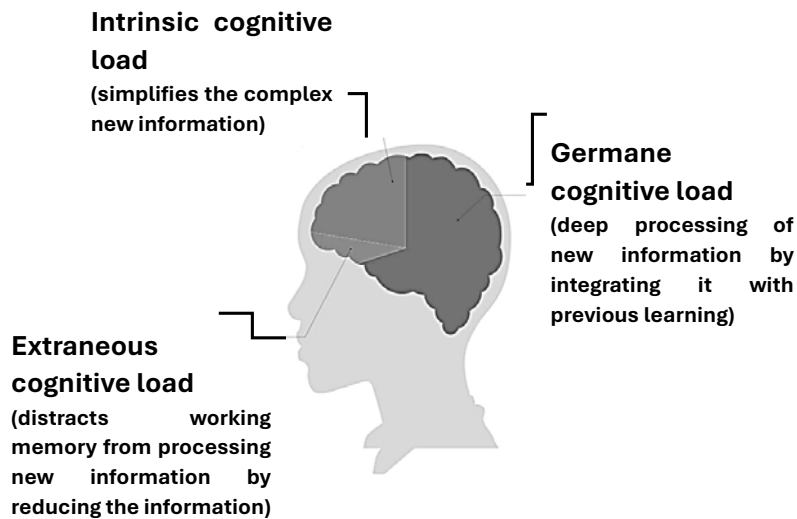 Intrinsic cognitive
load
(simplifies the complex
new information)
Germane
cognitive load
(deep processing of
new information by
integrating it with
previous learning)
Extraneous
cognitive load
(distracts working
memory from processing
new information by
reducing the information)